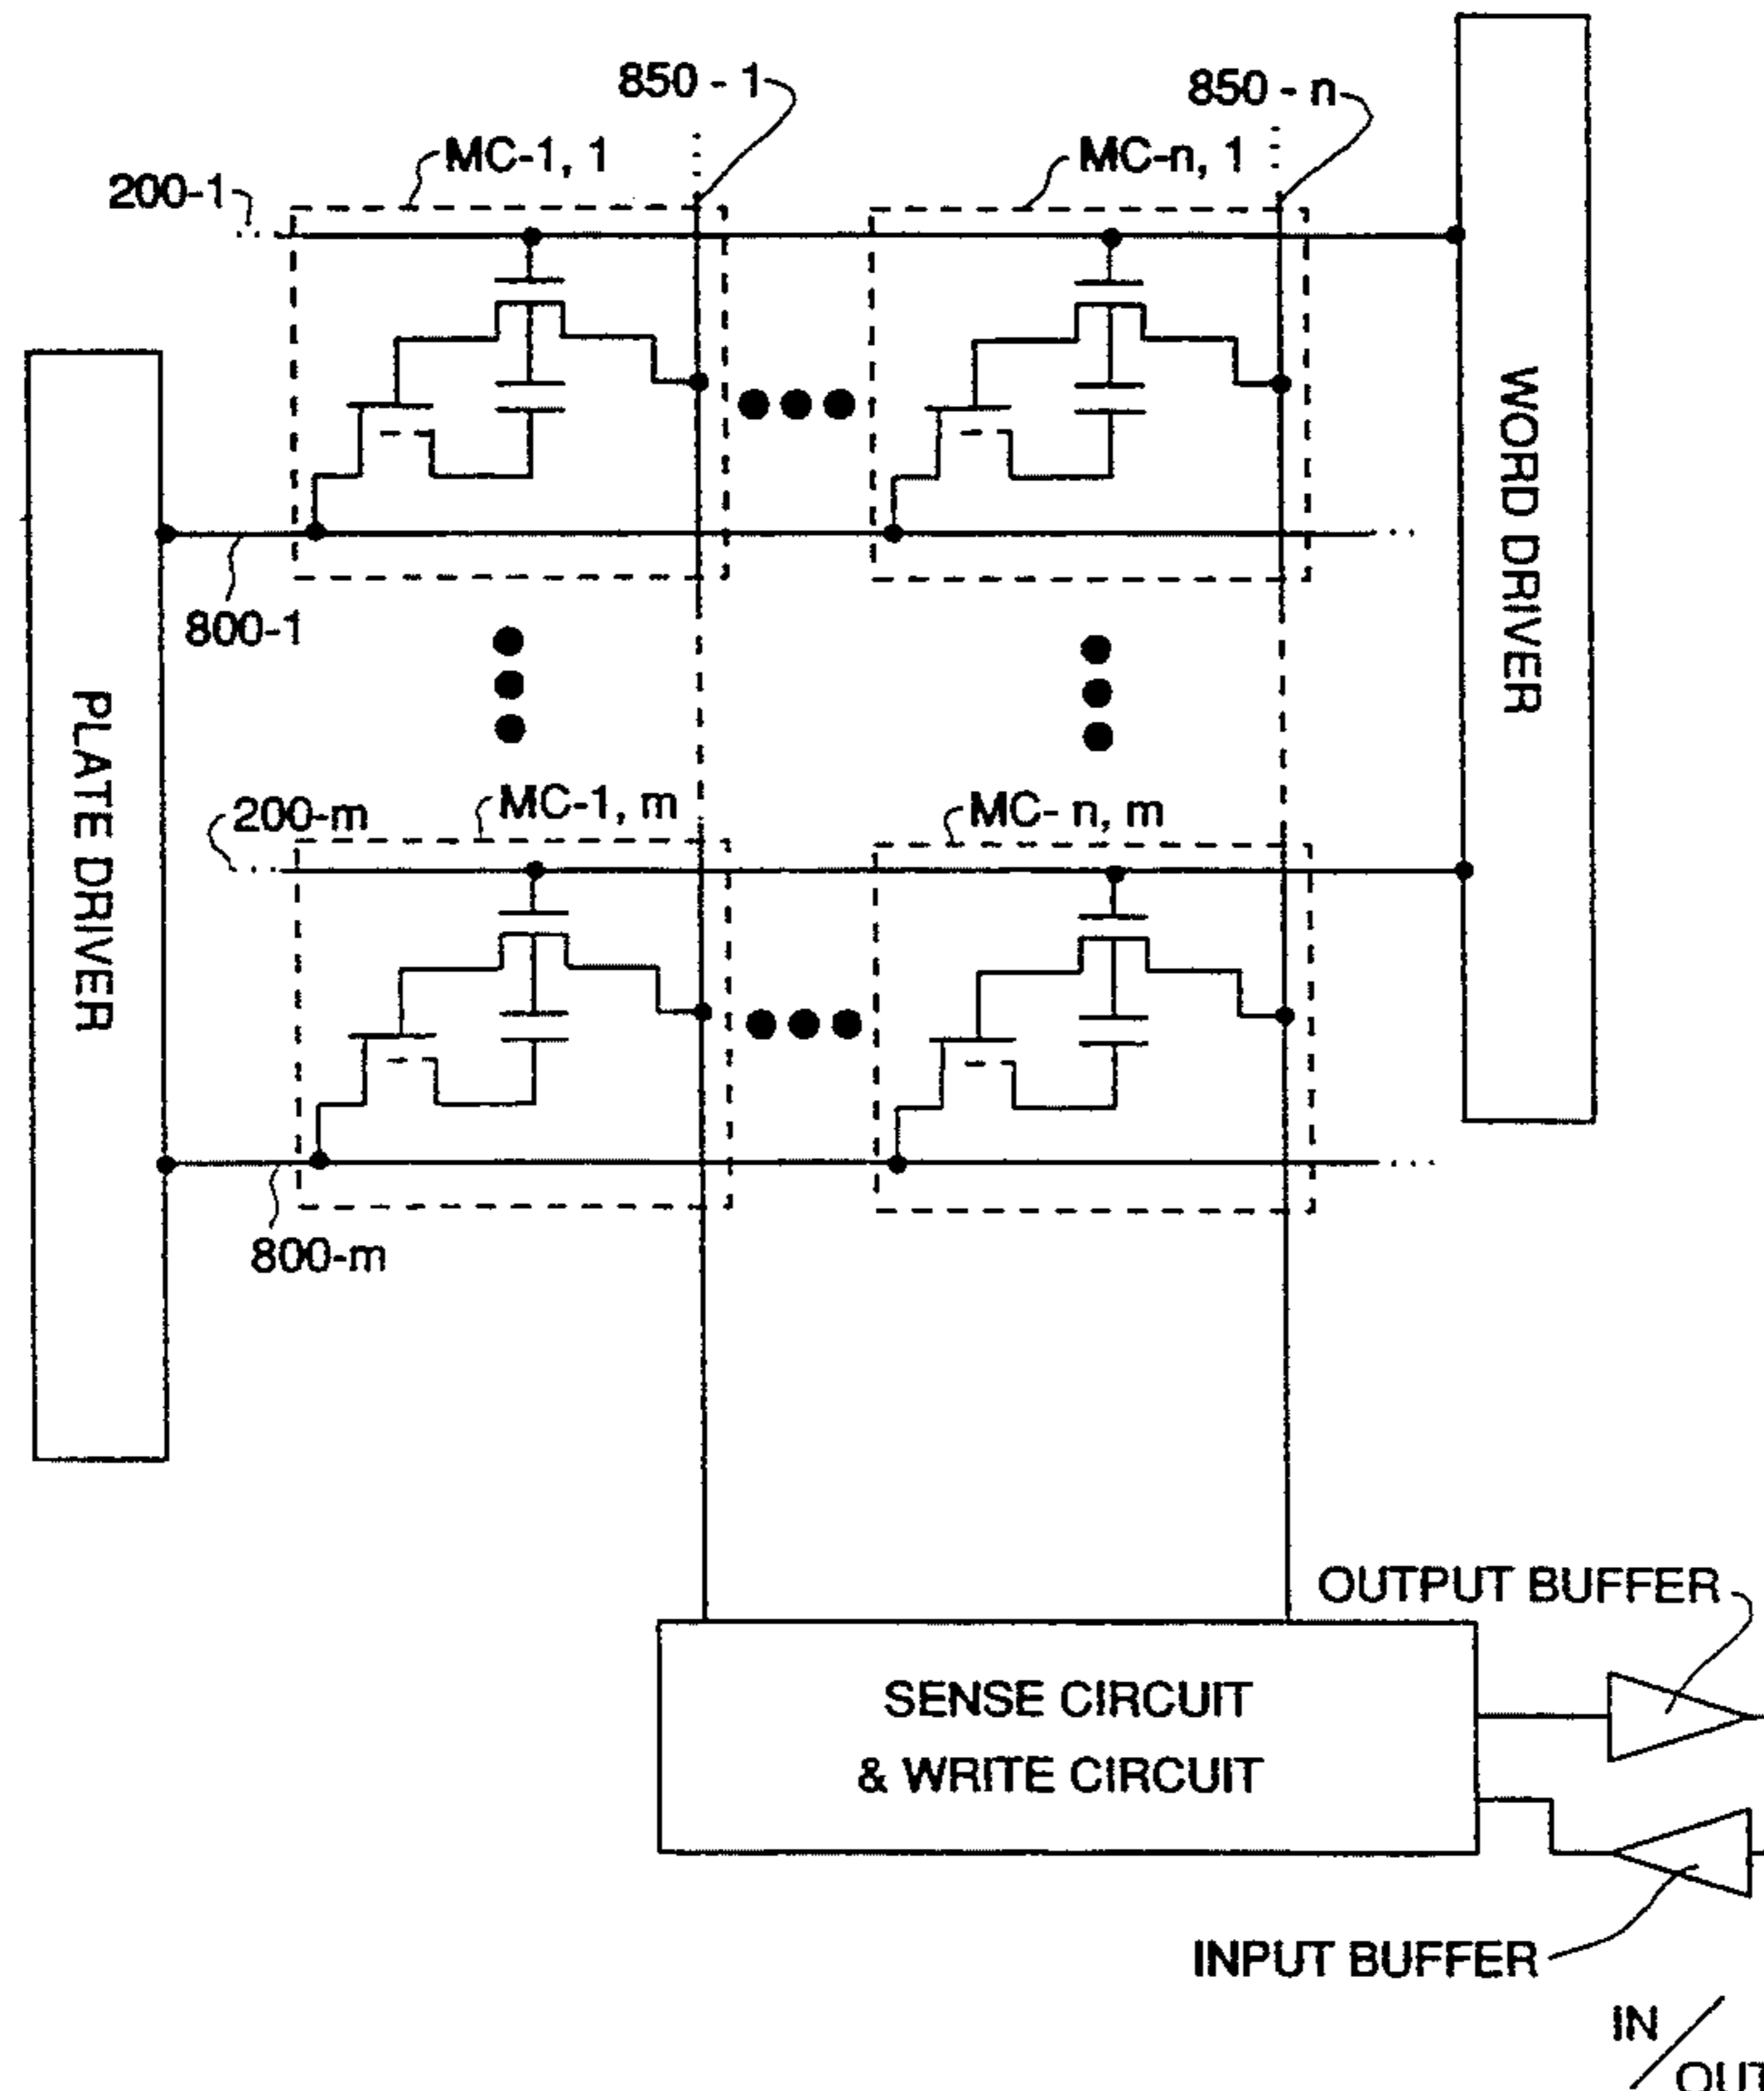 850 - 1
850 - n
MC-1, 1
MC-n, 1
200-1
WORD DRIVER
800-1
PLATE DRIVER
200-m
MC-1, m
MC- n, m
800-m
OUTPUT BUFFER
SENSE CIRCUIT
& WRITE CIRCUIT
INPUT BUFFER
IN
OUT